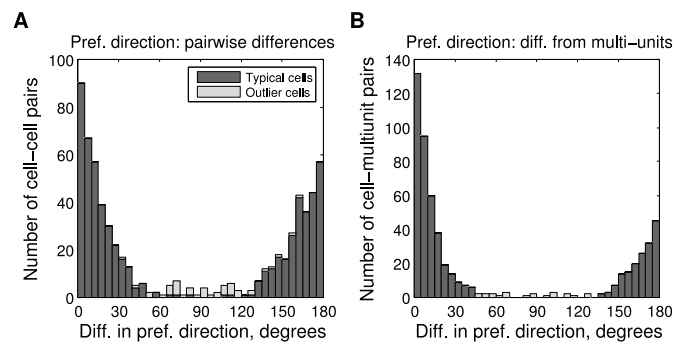 A
Pref. direction: pairwise differences
Number of cell-cell pairs
100
80
60
40
20
0
Typical cells
Outlier cells
0 30 60 90 120 150 180
Diff. in pref. direction, degrees
B
Pref. direction: diff. from multi-units
Number of cell-multiunit pairs
140
120
100
80
60
40
20
0
0 30 60 90 120 150 180
Diff. in pref. direction, degrees